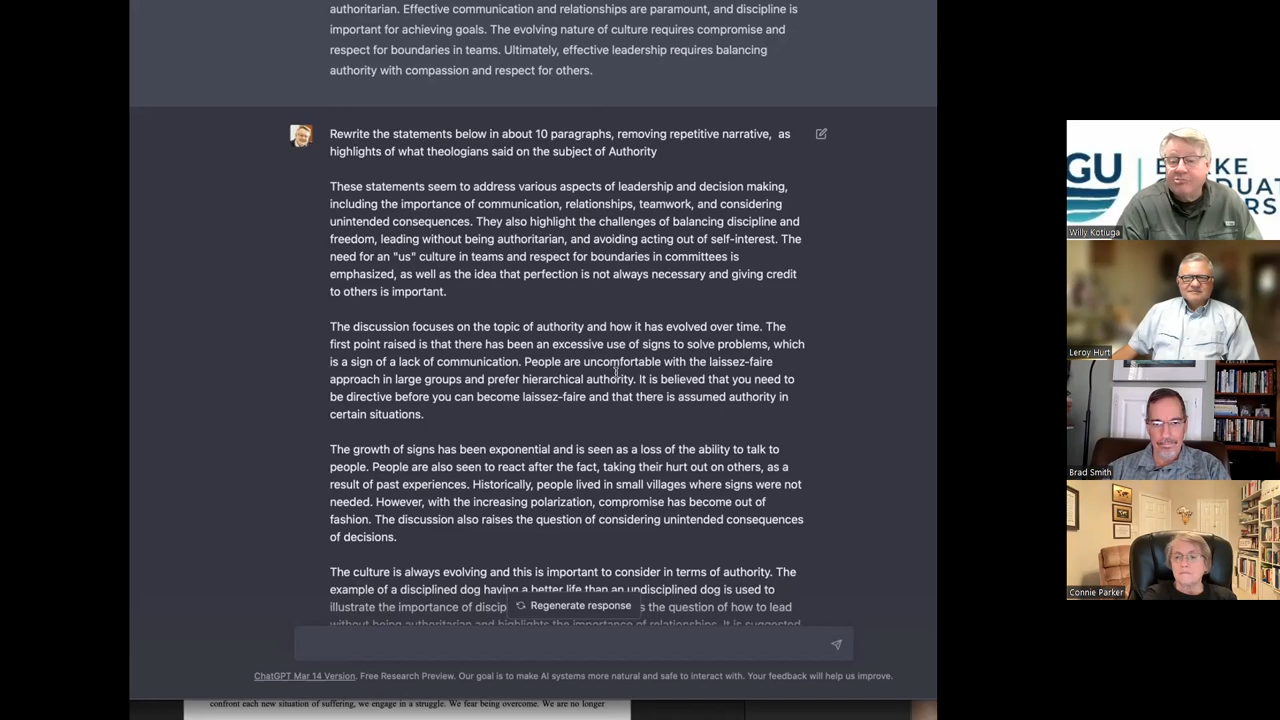 authoritarian. Effective communication and relationships are paramount, and discipline is
important for achieving goals. The evolving nature of culture requires compromise and
respect for boundaries in teams. Ultimately, effective leadership requires balancing
authority with compassion and respect for others.
Rewrite the statements below in about 10 paragraphs, removing repetitive narrative,  as
highlights of what theologians said on the subject of Authority
These statements seem to address various aspects of leadership and decision making,
including the importance of communication, relationships, teamwork, and considering
unintended consequences. They also highlight the challenges of balancing discipline and
freedom, leading without being authoritarian, and avoiding acting out of self-interest. The
need for an "us" culture in teams and respect for boundaries in committees is
emphasized, as well as the idea that perfection is not always necessary and giving credit
to others is important.
The discussion focuses on the topic of authority and how it has evolved over time. The
first point raised is that there has been an excessive use of signs to solve problems, which
is a sign of a lack of communication. People are uncomfortable with the laissez-faire
approach in large groups and prefer hierarchical authority. It is believed that you need to
be directive before you can become laissez-faire and that there is assumed authority in
certain situations.
The growth of signs has been exponential and is seen as a loss of the ability to talk to
people. People are also seen to react after the fact, taking their hurt out on others, as a
result of past experiences. Historically, people lived in small villages where signs were not
needed. However, with the increasing polarization, compromise has become out of
fashion. The discussion also raises the question of considering unintended consequences
of decisions.
The culture is always evolving and this is important to consider in terms of authority. The
example of a disciplined dog having a better life than an undisciplined dog is used to
illustrate the importance of discip
s the question of how to lead
without being authoritarian and highlights the importance of relationships. It is suggested
Regenerate response
ChatGPT Mar 14 Version. Free Research Preview. Our goal is to make AI systems more natural and safe to interact with. Your feedback will help us improve.
confront each new situation of suffering, we engage in a struggle. We fear being overcome. We are no longer
GU
Willy Kotiuga
Leroy Hurt
Brad Smith
Connie Parker